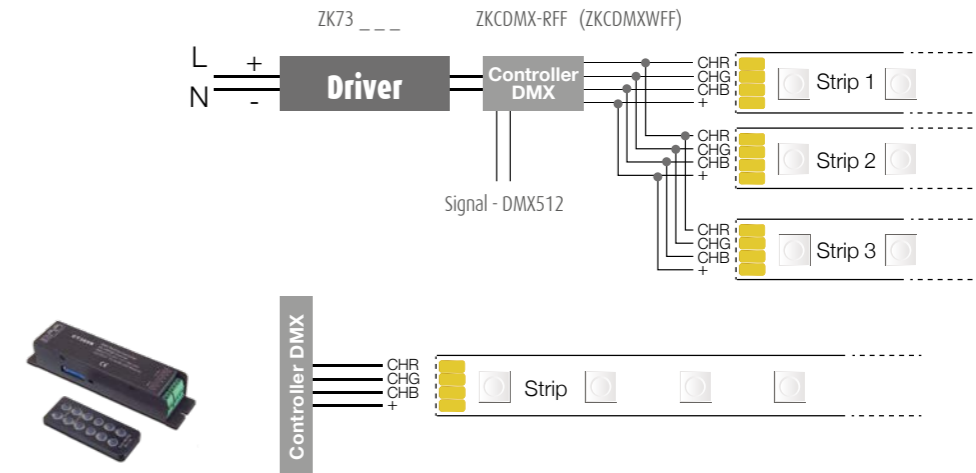 ZK73 _ _ _
ZKCDMX-RFF (ZKCDMXWFF)
L +
N -
Driver
Controller
DMX
CHR
CHG
CHB
+
Strip 1
CHR
CHG
CHB
+
Strip 2
CHR
CHG
CHB
+
Strip 3
Signal - DMX512
Controller DMX
CHR
CHG
CHB
+
Strip